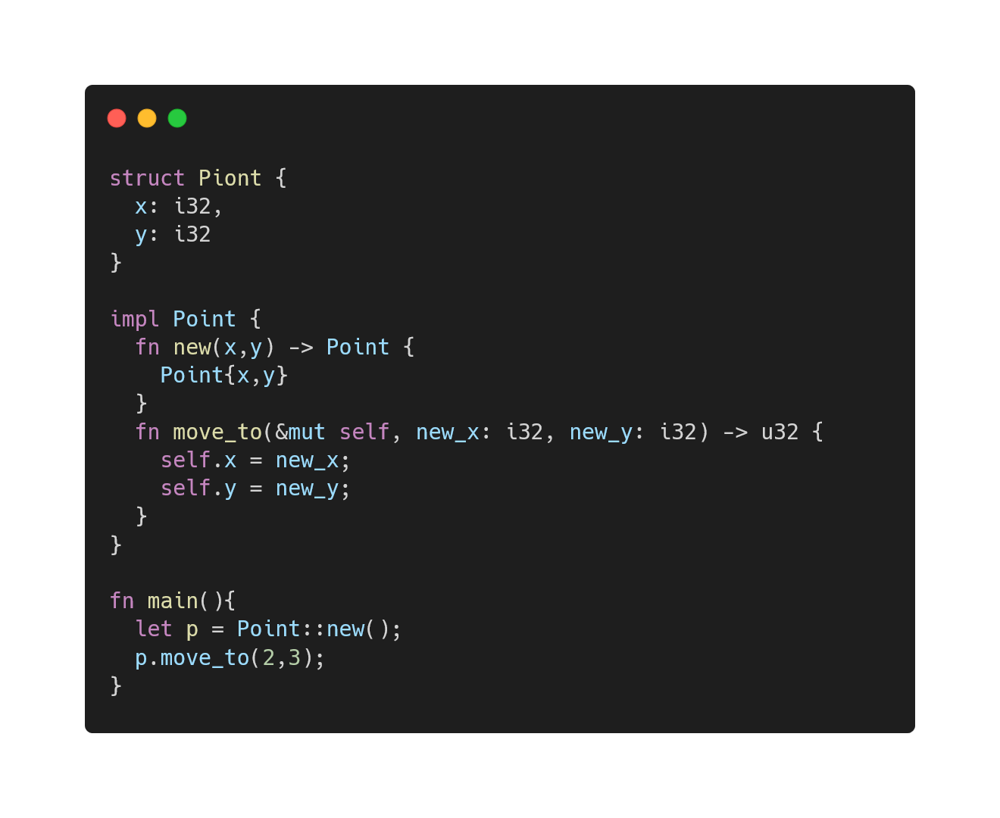 struct Piont {
  x: i32,
  y: i32
}

impl Point {
  fn new(x,y) -> Point {
    Point{x,y}
  }
  fn move_to(&mut self, new_x: i32, new_y: i32) -> u32 {
    self.x = new_x;
    self.y = new_y;
  }
}

fn main(){
  let p = Point::new();
  p.move_to(2,3);
}